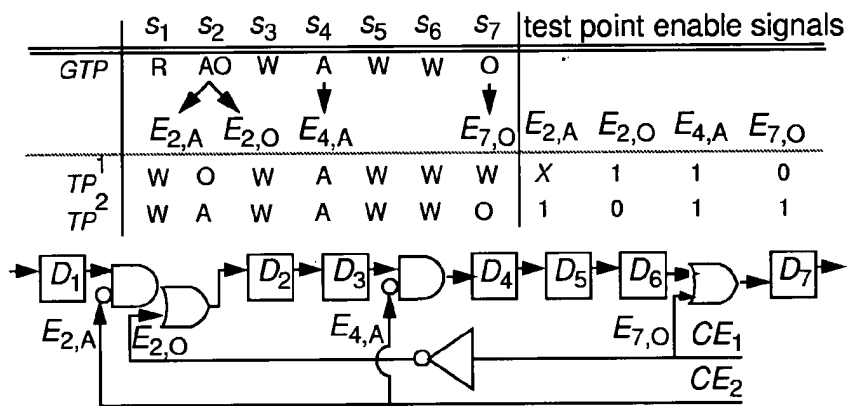 s1 s2 s3 s4 s5 s6 s7 test point enable signals
GTP R AO W A W W O
E2,A E2,O E4,A E7,O E2,A E2,O E4,A E7,O
TP1 W O W A W W W X 1 1 0
TP2 W A W A W W O 1 0 1 1
D1 D2 D3 D4 D5 D6 D7
E2,A E2,O E4,A E7,O CE1
CE2